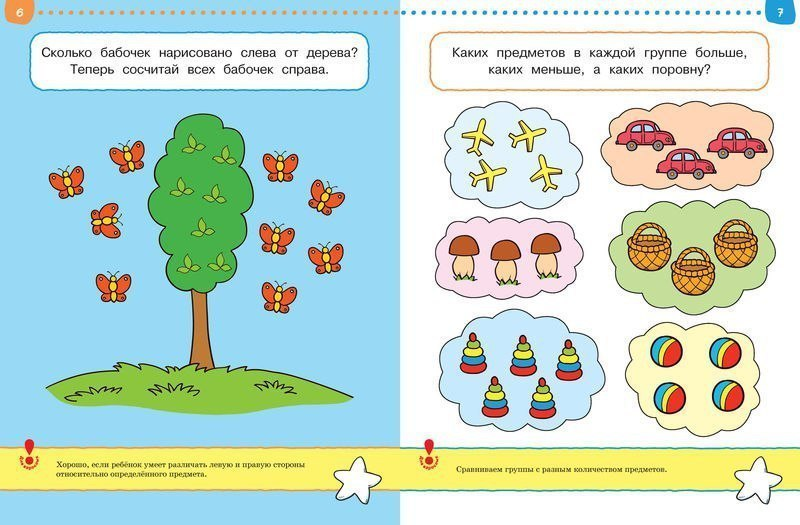 6
Сколько бабочек нарисовано слева от дерева?
Теперь сосчитай всех бабочек справа.
Хорошо, если ребёнок умеет различать левую и правую стороны
относительно определённого предмета.
7
Каких предметов в каждой группе больше,
каких меньше, а каких поровну?
Сравниваем группы с разным количеством предметов.